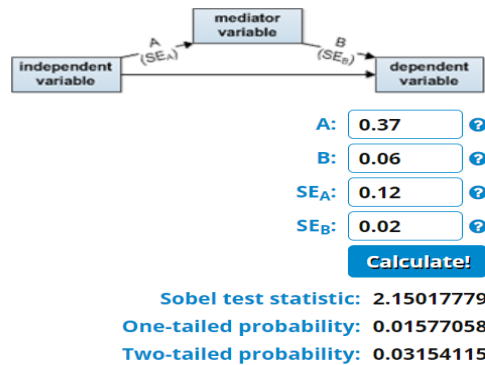 mediator
variable
A
(SEA)
B
(SEB)
independent
variable
dependent
variable
A: 0.37 ?
B: 0.06 ?
SEA: 0.12 ?
SEB: 0.02 ?
Calculate!
Sobel test statistic: 2.15017779
One-tailed probability: 0.01577058
Two-tailed probability: 0.03154115